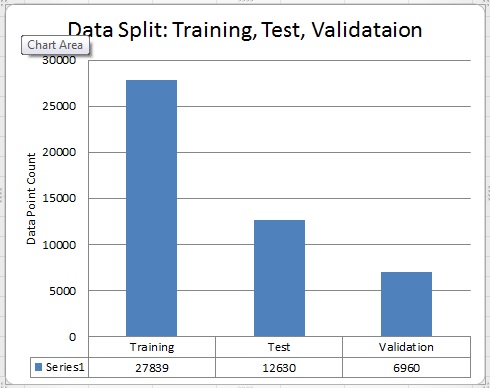 Data Split: Training, Test, Validataion
Chart Area
30000
25000
20000
15000
10000
5000
0
Data Point Count
Training Test Validation
Series1 27839 12630 6960